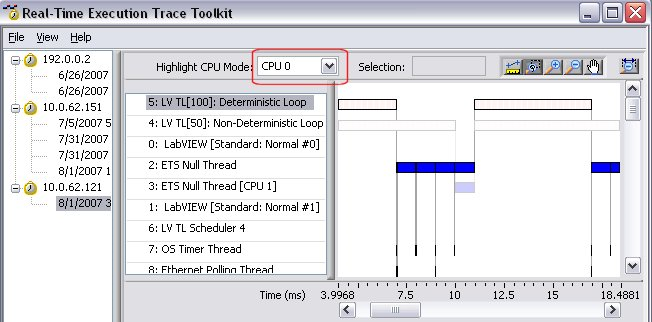 Real-Time Execution Trace Toolkit
File View Help
Highlight CPU Mode: CPU 0 Selection:
192.0.0.2
6/26/2007
6/26/2007
10.0.62.151
7/5/2007 5
7/31/2007
7/31/2007
8/1/2007 1
10.0.62.121
8/1/2007 3
5: LV TL[100]: Deterministic Loop
4: LV TL[50]: Non-Deterministic Loop
0: LabVIEW [Standard: Normal #0]
2: ETS Null Thread
3: ETS Null Thread [CPU 1]
1: LabVIEW [Standard: Normal #1]
6: LV TL Scheduler 4
7: OS Timer Thread
8: Ethernet Polling Thread
Time (ms) 3.9968 7.5 10 12.5 15 18.4881